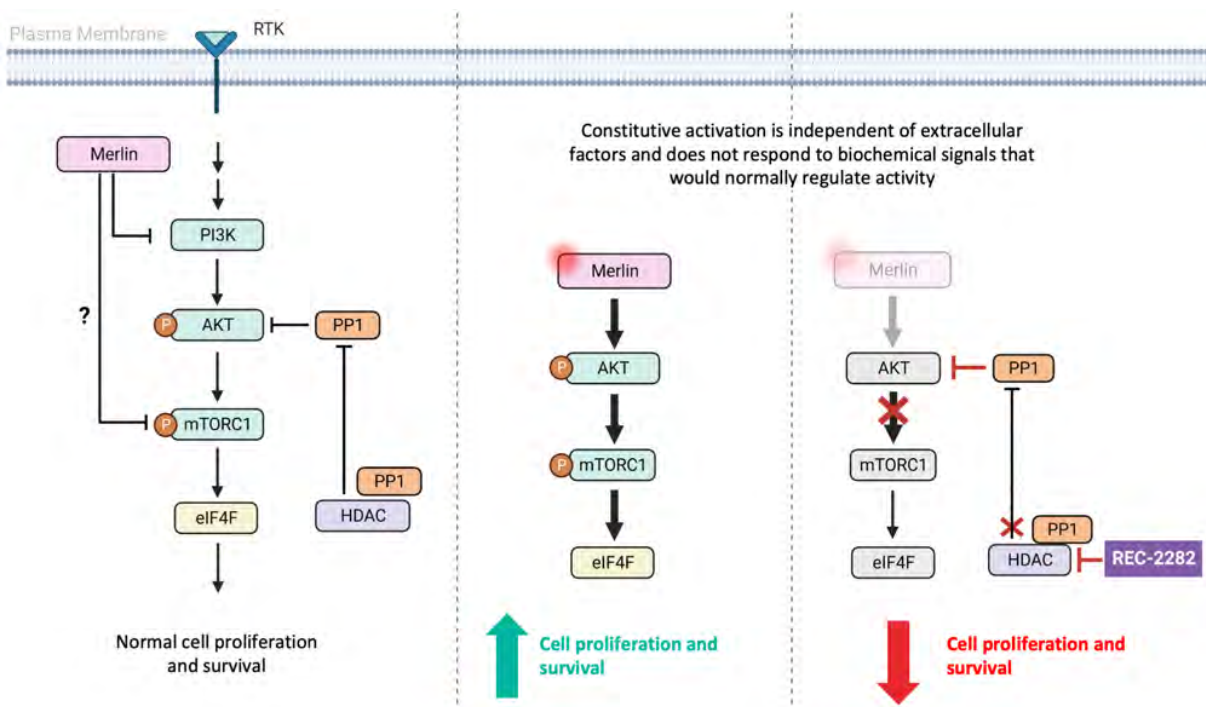 Plasma Membrane
RTK
Merlin
PI3K
?
P
AKT
PP1
P
mTORC1
PP1
HDAC
eIF4F
Normal cell proliferation
and survival
Constitutive activation is independent of extracellular
factors and does not respond to biochemical signals that
would normally regulate activity
Merlin
P
AKT
P
mTORC1
eIF4F
Cell proliferation and
survival
Merlin
AKT
PP1
mTORC1
PP1
HDAC
REC-2282
eIF4F
Cell proliferation and
survival